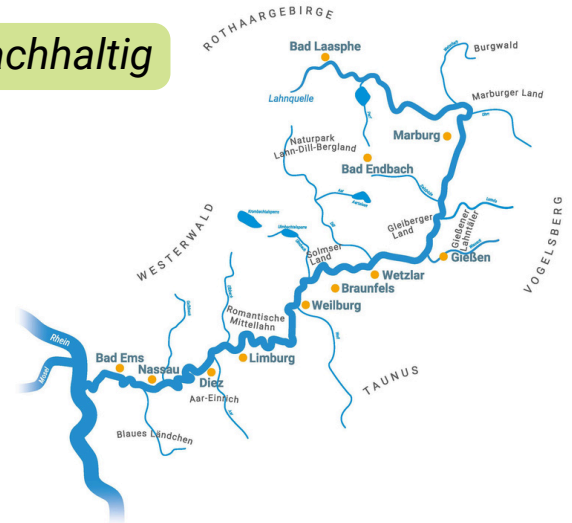 achhaltig
ROTHAARGEBIRGE
Bad Laasphe
Burgwald
Lahnquelle
Marburger Land
Marburg
Naturpark
Lahn-Dill-Bergland
Bad Endbach
VOGELSBERG
WESTERWALD
Gleiberger
Land
Gießener
Lahntäler
Solmser
Land
Gießen
Wetzlar
Braunfels
Weilburg
Romantische
Mittellahn
Rhein
Mosel
Bad Ems
Nassau
Limburg
Diez
TAUNUS
Aar-Einrich
Blaues Ländchen